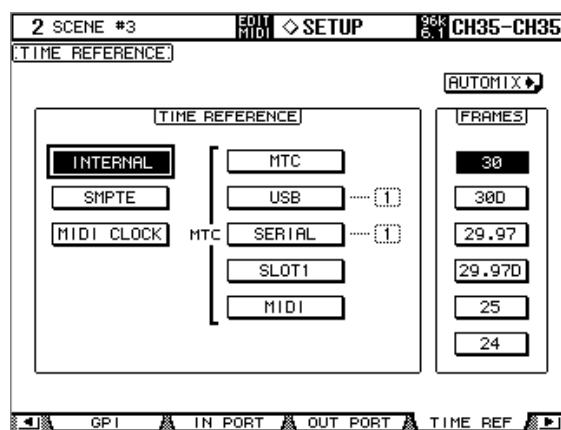 2 SCENE #3 EDIT MIDI ◇SETUP 96K 6.1 CH35-CH35
TIME REFERENCE
AUTOMIX
TIME REFERENCE
FRAMES
INTERNAL MTC 30
SMPTE USB 1 30D
MIDI CLOCK MTC SERIAL 1 29.97
SLOT1 29.97D
MIDI 25
24
GPI IN PORT OUT PORT TIME REF